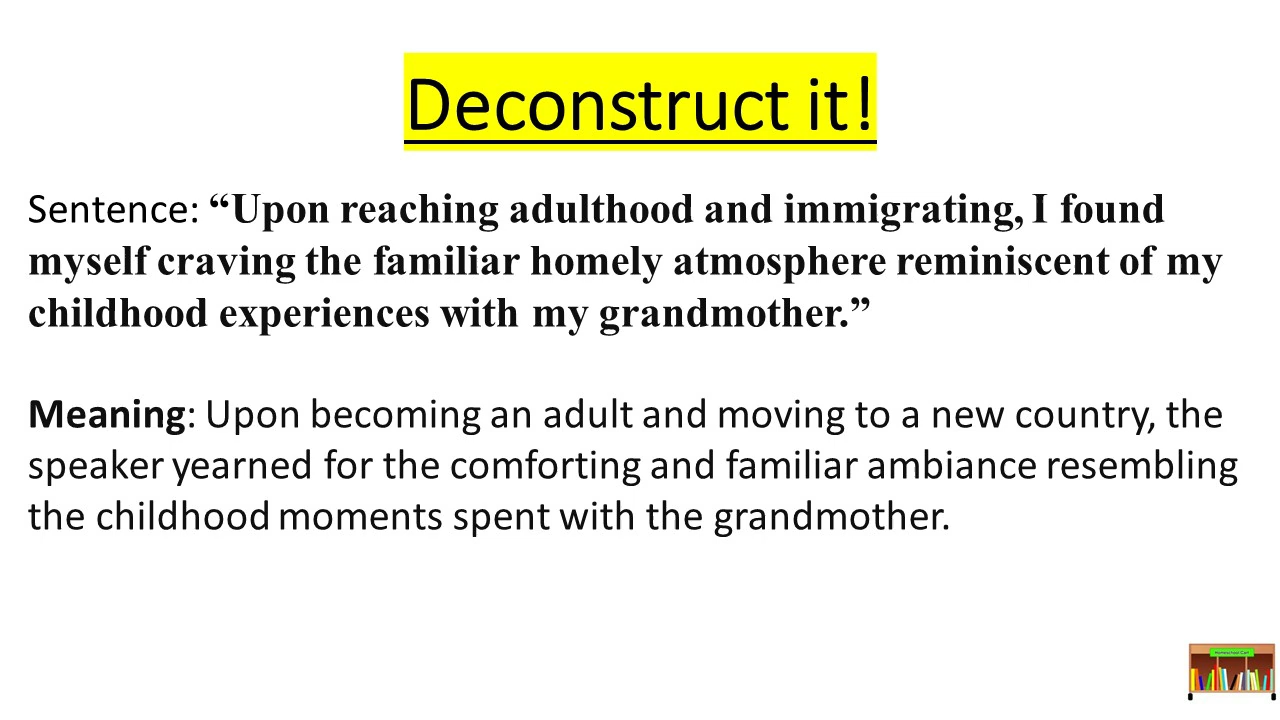 Deconstruct it!
Sentence: “Upon reaching adulthood and immigrating, I found
myself craving the familiar homely atmosphere reminiscent of my
childhood experiences with my grandmother.”
Meaning: Upon becoming an adult and moving to a new country, the
speaker yearned for the comforting and familiar ambiance resembling
the childhood moments spent with the grandmother.
Homeschool Cart